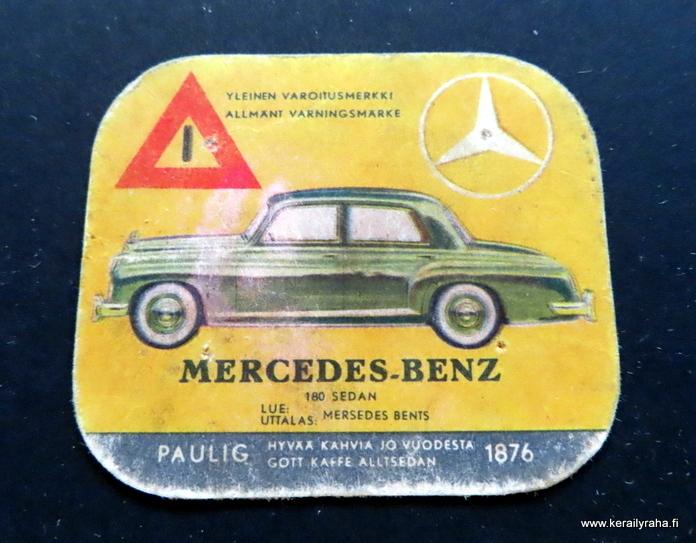 YLEINEN VAROITUSMERKKI
ALLMÄNT VARNINGSMÄRKE
MERCEDES-BENZ
180 SEDAN
LUE:
UTTALAS: MERSEDES BENTS
PAULIG HYVÄÄ KAHVIA JO VUODESTA 1876
GOTT KAFFE ALLTSEDAN
www.kerailyraha.fi